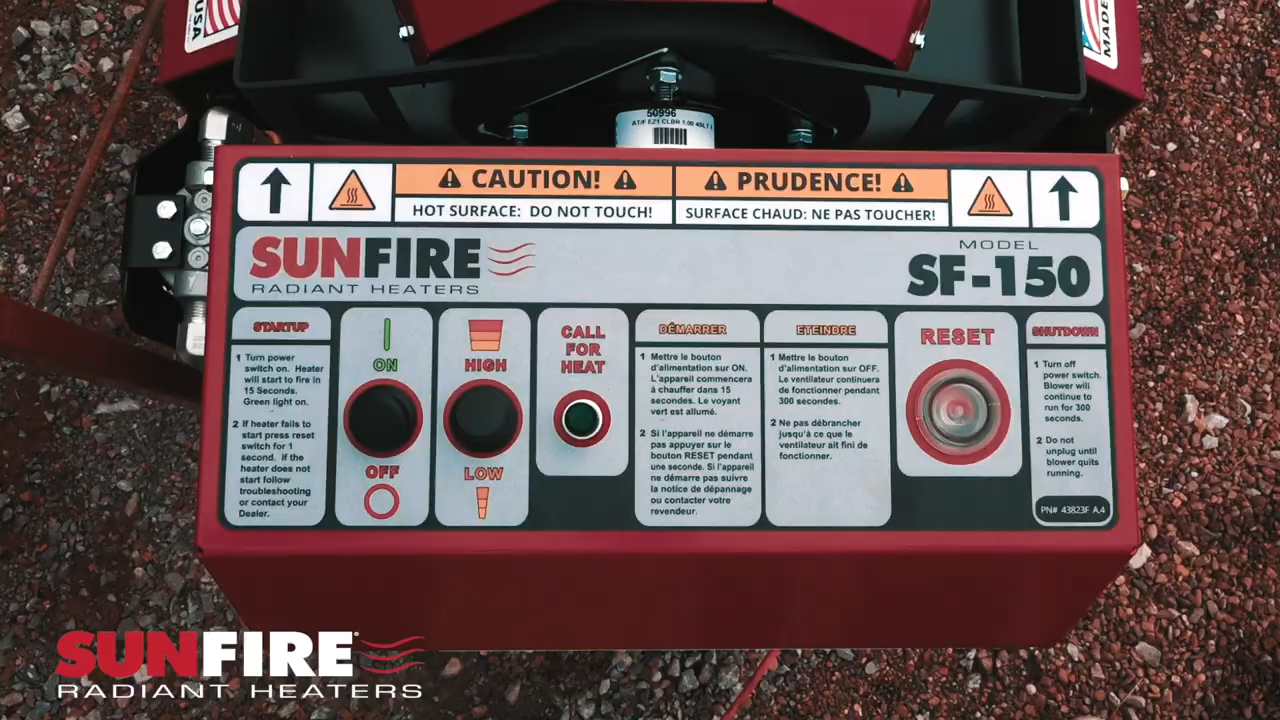 USA
MADE
50996
AT/F EZ1 CLBR 1.00 4SLT
CAUTION!
HOT SURFACE: DO NOT TOUCH!
PRUDENCE!
SURFACE CHAUD: NE PAS TOUCHER!
SUNFIRE
RADIANT HEATERS
MODEL
SF-150
STARTUP
1 Turn power
switch on. Heater
will start to fire in
15 Seconds.
Green light on.
2 If heater fails to
start press reset
switch for 1
second. If the
heater does not
start follow
troubleshooting
or contact your
Dealer.
ON
OFF
HIGH
LOW
CALL
FOR
HEAT
DÉMARRER
1 Mettre le bouton
d'alimentation sur ON.
L'appareil commencera
à chauffer dans 15
secondes. Le voyant
vert est allumé.
2 Si l'appareil ne démarre
pas appuyer sur le
bouton RESET pendant
une seconde. Si l'appareil
ne démarre pas suivre
la notice de dépannage
ou contacter votre
revendeur.
ETEINDRE
1 Mettre le bouton
d'alimentation sur OFF.
Le ventilateur continuera
de fonctionner pendant
300 secondes.
2 Ne pas débrancher
jusqu'à ce que le
ventilateur ait fini de
fonctionner.
RESET
SHUTDOWN
1 Turn off
power switch.
Blower will
continue to
run for 300
seconds.
2 Do not
unplug until
blower quits
running.
PN# 43823F A.4
SUNFIRE
RADIANT HEATERS